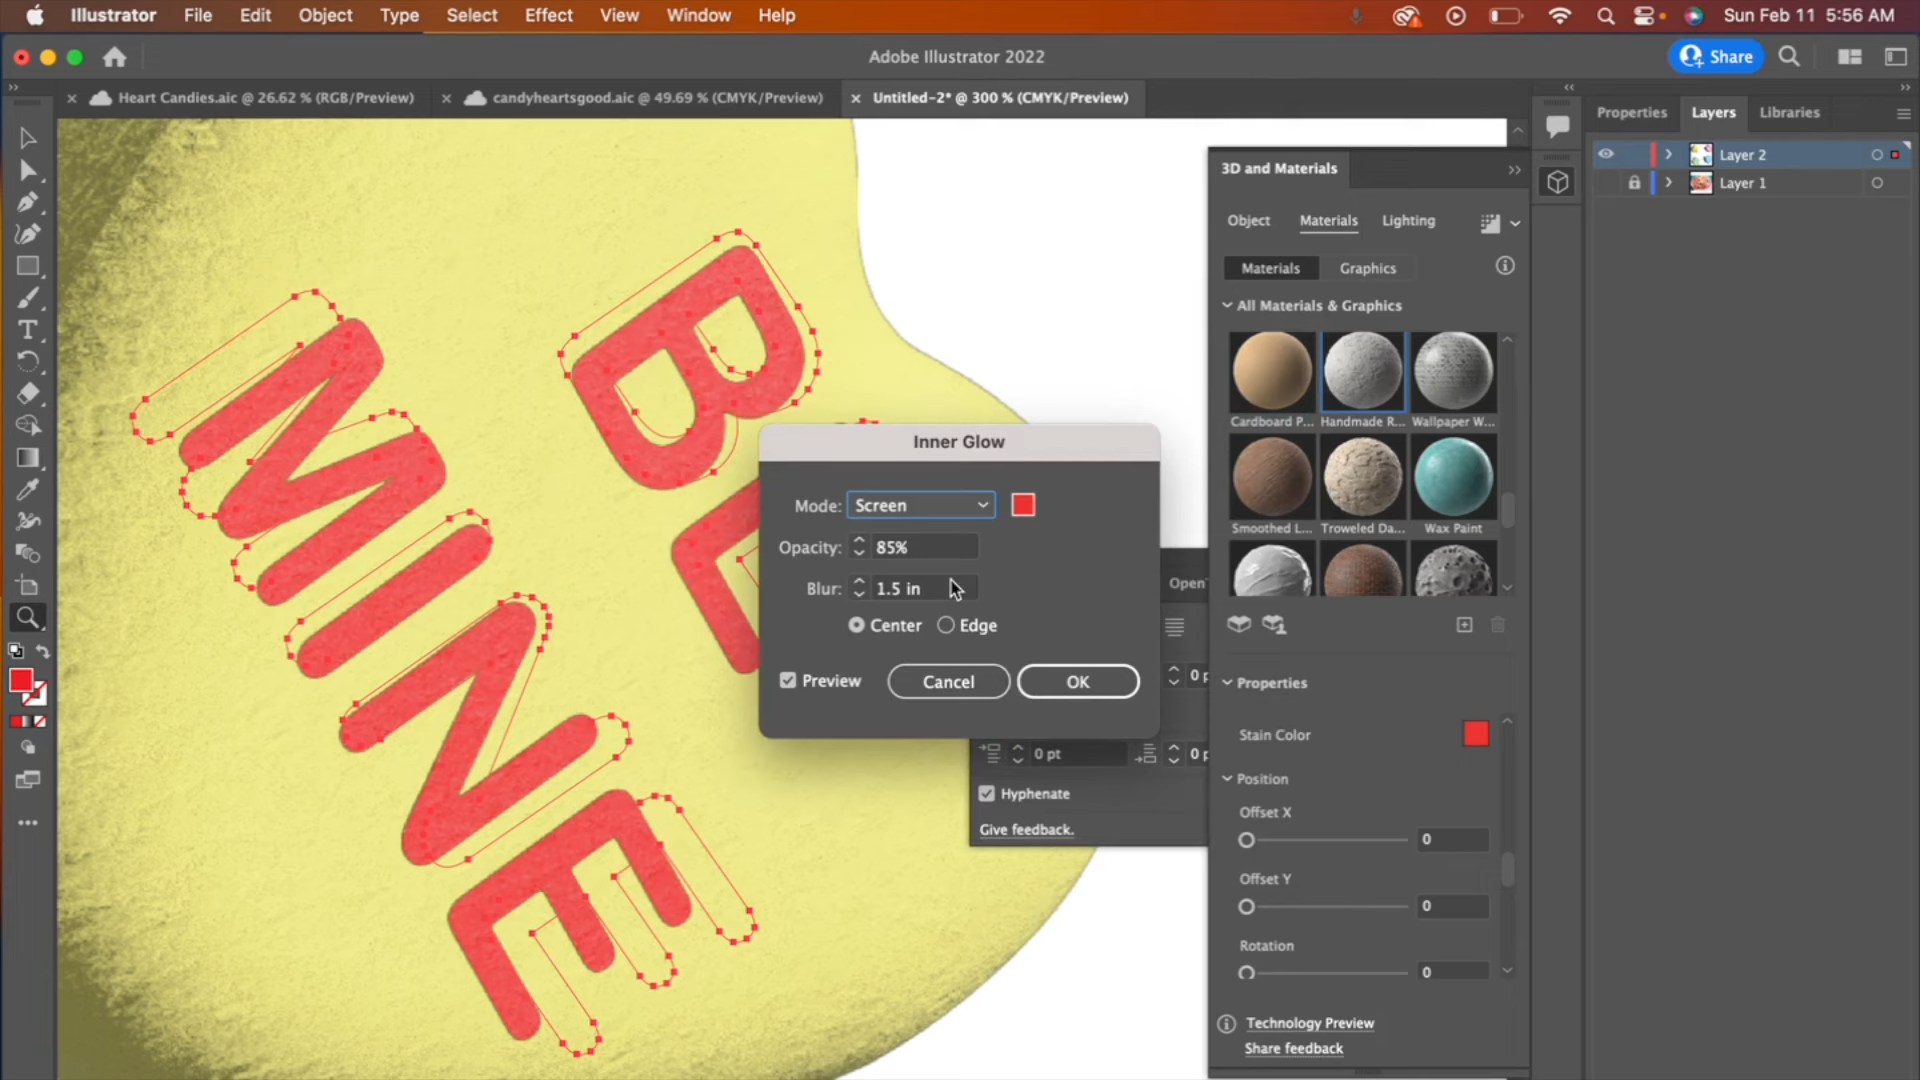 Illustrator File Edit Object Type Select Effect View Window Help
Sun Feb 11 5:56 AM
Adobe Illustrator 2022
Share
Heart Candies.aic @ 26.62 % (RGB/Preview)
candyheartsgood.aic @ 49.69 % (CMYK/Preview)
Untitled-2* @ 300 % (CMYK/Preview)
Properties Layers Libraries
Layer 2
Layer 1
3D and Materials
Object Materials Lighting
Materials Graphics
All Materials & Graphics
Cardboard P... Handmade R... Wallpaper W...
Smoothed L... Troweled Da... Wax Paint
Properties
Stain Color
Position
Offset X
0
Offset Y
0
Rotation
0
Technology Preview
Share feedback
Inner Glow
Mode: Screen
Opacity: 85%
Blur: 1.5 in
Center Edge
Preview Cancel OK
Open
0 p
0 pt
0 p
Hyphenate
Give feedback.
B
MINE